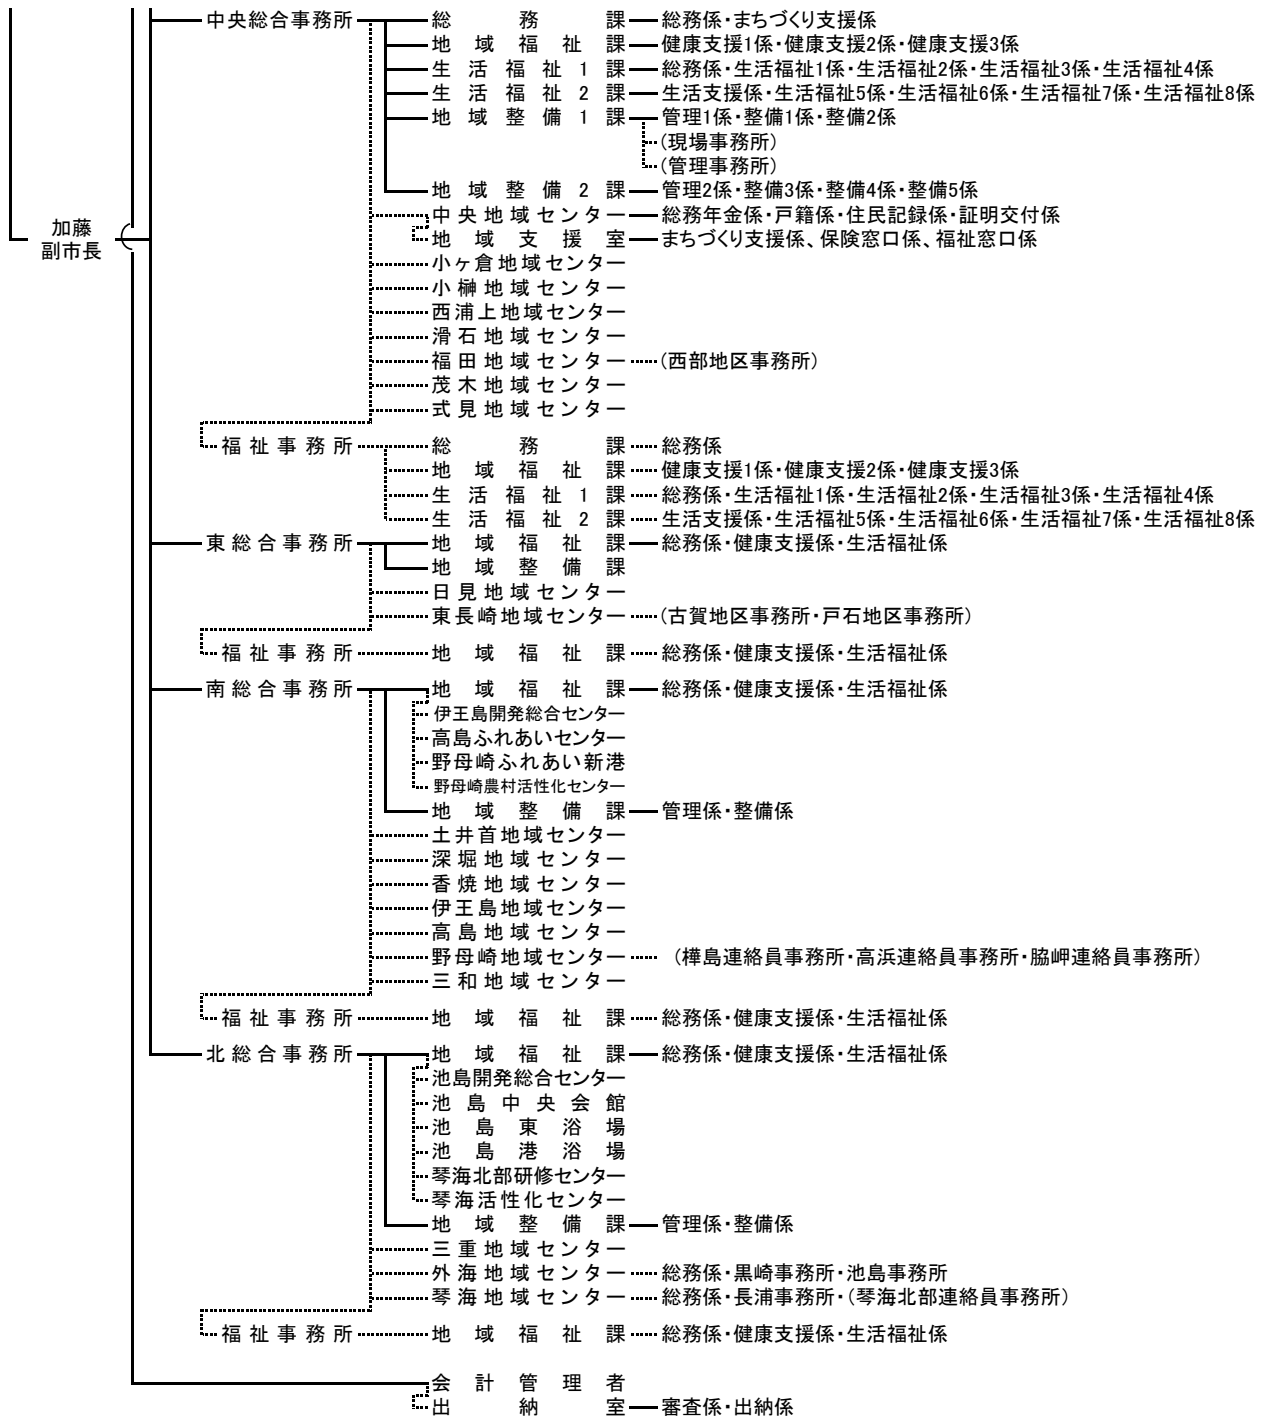 中央総合事務所 総務課 総務係・まちづくり支援係
地域福祉課 健康支援1係・健康支援2係・健康支援3係
生活福祉1課 総務係・生活福祉1係・生活福祉2係・生活福祉3係・生活福祉4係
生活福祉2課 生活支援係・生活福祉5係・生活福祉6係・生活福祉7係・生活福祉8係
地域整備1課 管理1係・整備1係・整備2係
(現場事務所)
(管理事務所)
地域整備2課 管理2係・整備3係・整備4係・整備5係
中央地域センター 総務年金係・戸籍係・住民記録係・証明交付係
加藤
副市長
地域支援室 まちづくり支援係、保険窓口係、福祉窓口係
小ヶ倉地域センター
小榊地域センター
西浦上地域センター
滑石地域センター
福田地域センター (西部地区事務所)
茂木地域センター
式見地域センター
福祉事務所 総務課 総務係
地域福祉課 健康支援1係・健康支援2係・健康支援3係
生活福祉1課 総務係・生活福祉1係・生活福祉2係・生活福祉3係・生活福祉4係
生活福祉2課 生活支援係・生活福祉5係・生活福祉6係・生活福祉7係・生活福祉8係
東総合事務所 地域福祉課 総務係・健康支援係・生活福祉係
地域整備課
日見地域センター
東長崎地域センター (古賀地区事務所・戸石地区事務所)
福祉事務所 地域福祉課 総務係・健康支援係・生活福祉係
南総合事務所 地域福祉課 総務係・健康支援係・生活福祉係
伊王島開発総合センター
高島ふれあいセンター
野母崎ふれあい新港
野母崎農村活性化センター
地域整備課 管理係・整備係
土井首地域センター
深堀地域センター
香焼地域センター
伊王島地域センター
高島地域センター
野母崎地域センター (樺島連絡員事務所・高浜連絡員事務所・脇岬連絡員事務所)
三和地域センター
福祉事務所 地域福祉課 総務係・健康支援係・生活福祉係
北総合事務所 地域福祉課 総務係・健康支援係・生活福祉係
池島開発総合センター
池島中央会館
池島東浴場
池島港浴場
琴海北部研修センター
琴海活性化センター
地域整備課 管理係・整備係
三重地域センター
外海地域センター 総務係・黒崎事務所・池島事務所
琴海地域センター 総務係・長浦事務所・(琴海北部連絡員事務所)
福祉事務所 地域福祉課 総務係・健康支援係・生活福祉係
会計管理者
出納室 審査係・出納係